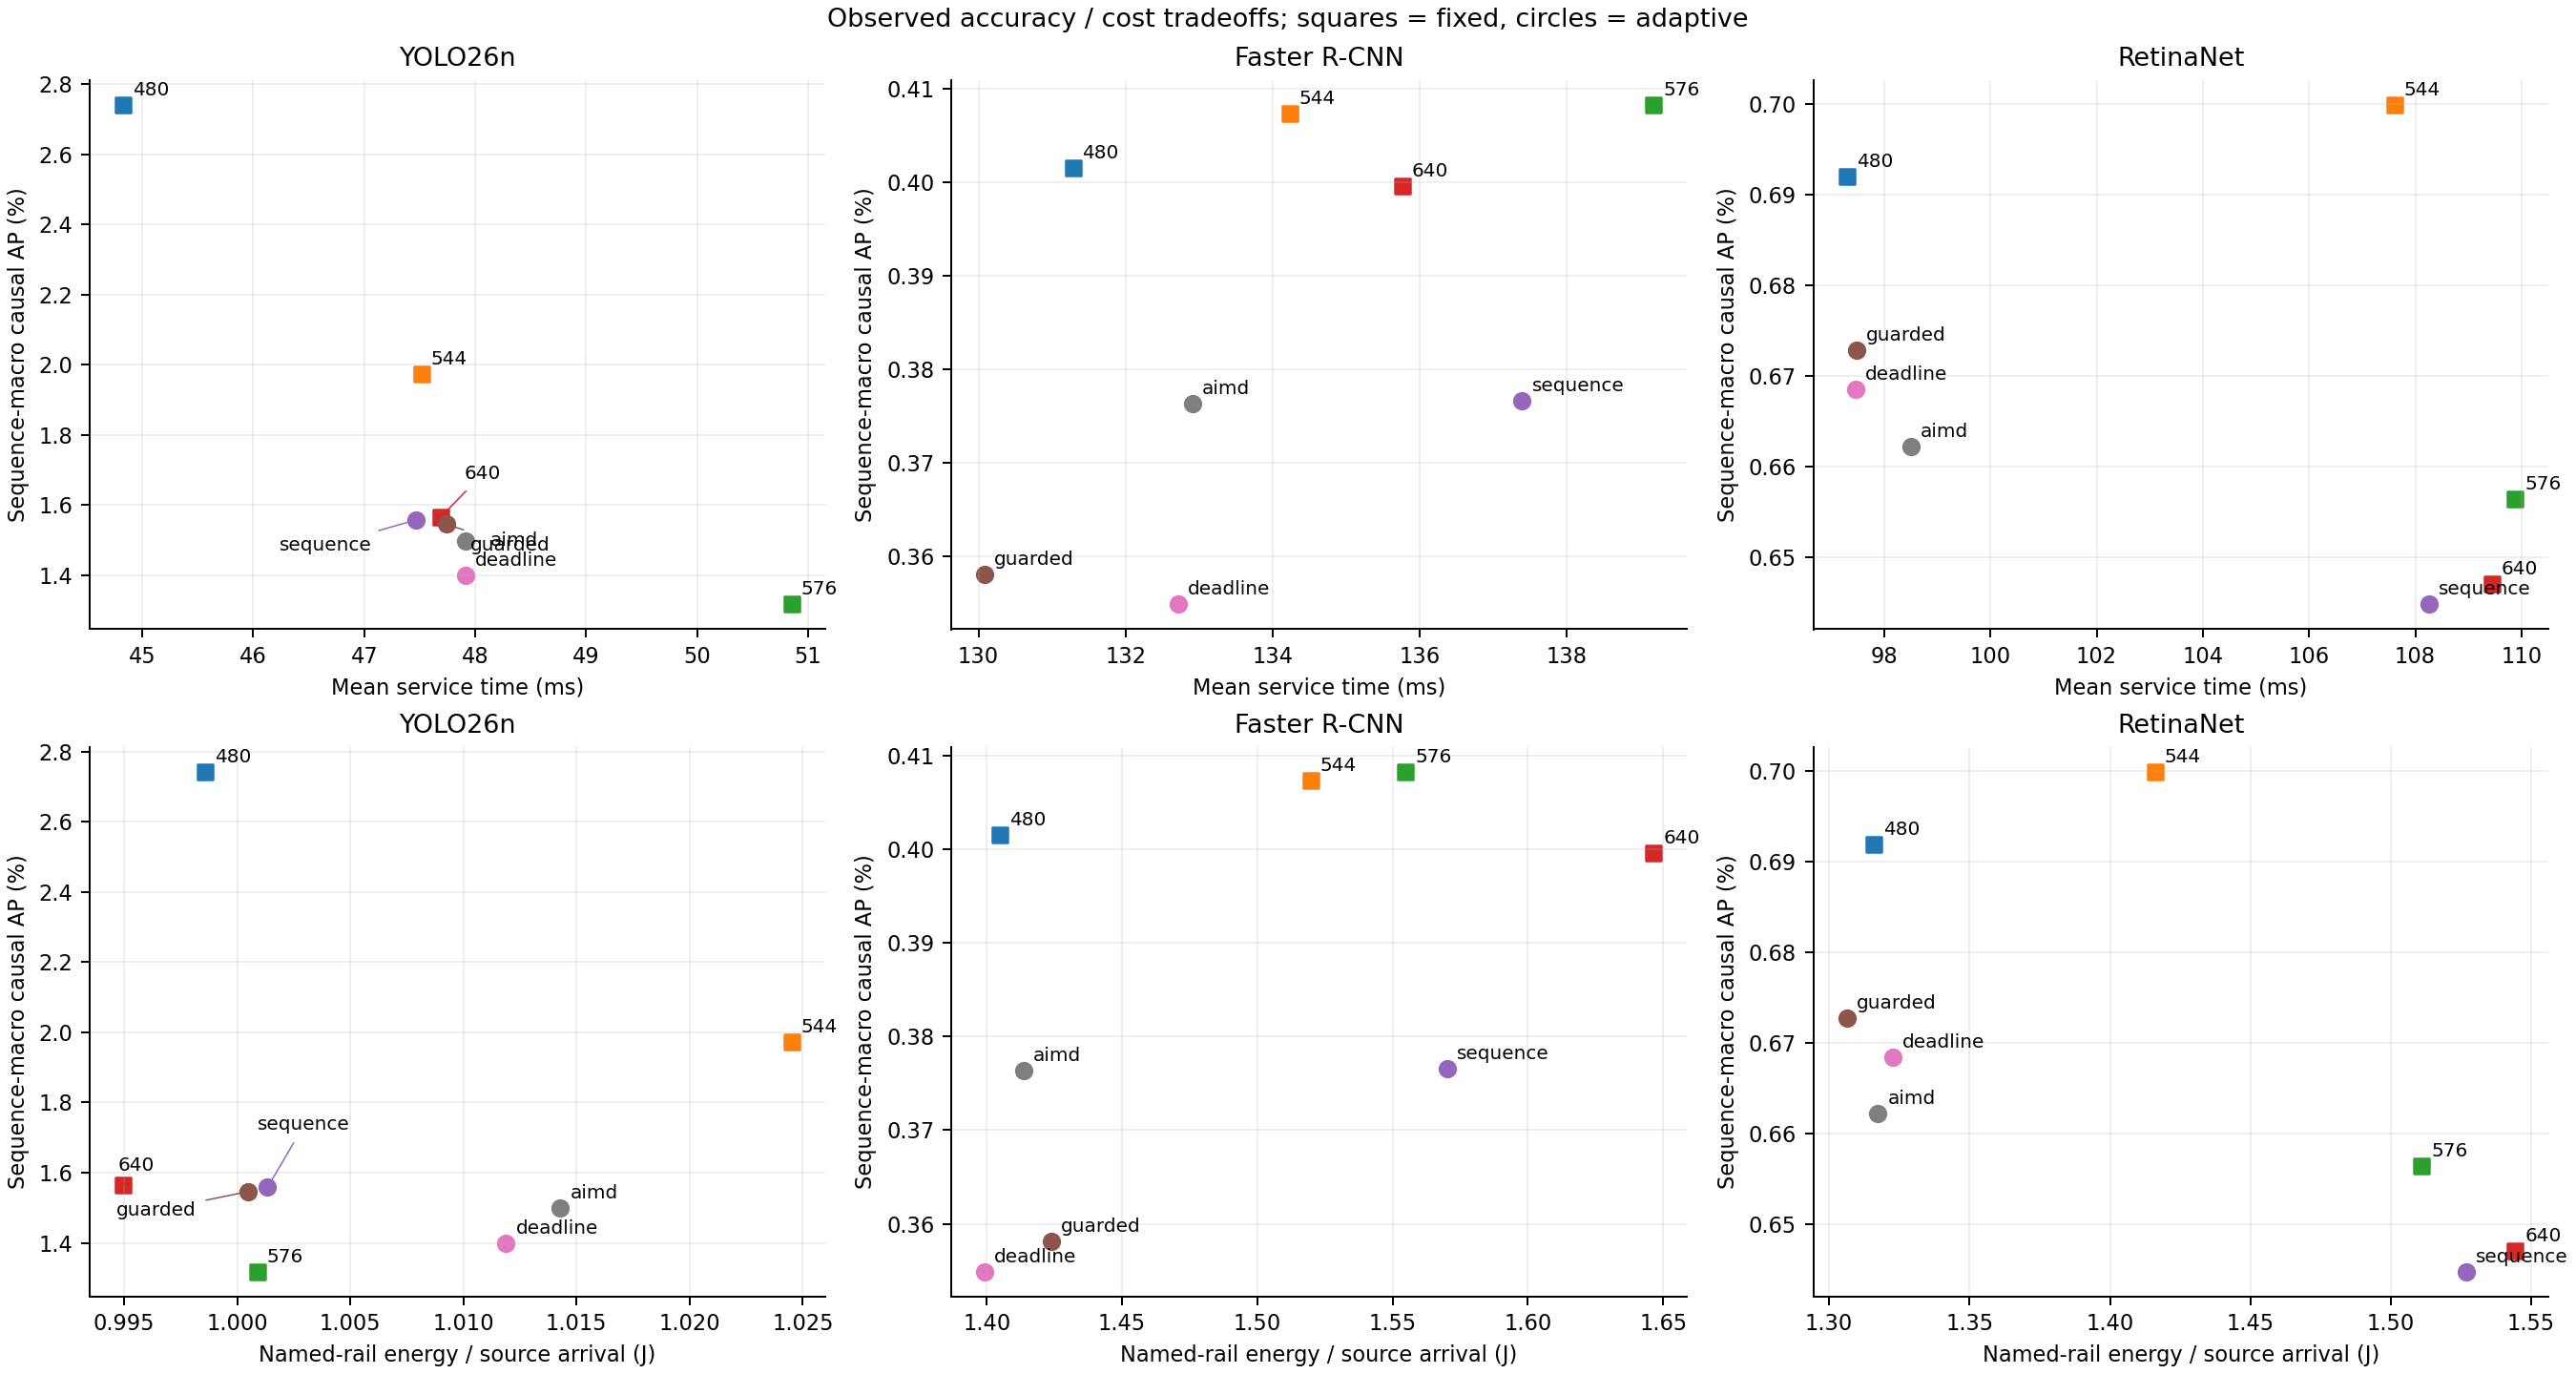 Observed accuracy / cost tradeoffs; squares = fixed, circles = adaptive
YOLO26n
Sequence-macro causal AP (%)
2.8
2.6
2.4
2.2
2.0
1.8
1.6
1.4
480
544
640
sequence
aimd
guarded
deadline
576
45 46 47 48 49 50 51
Mean service time (ms)
Faster R-CNN
Sequence-macro causal AP (%)
0.41
0.40
0.39
0.38
0.37
0.36
576
544
480
640
aimd
sequence
guarded
deadline
130 132 134 136 138
Mean service time (ms)
RetinaNet
Sequence-macro causal AP (%)
0.70
0.69
0.68
0.67
0.66
0.65
544
480
guarded
deadline
aimd
576
640
sequence
98 100 102 104 106 108 110
Mean service time (ms)
YOLO26n
Sequence-macro causal AP (%)
2.8
2.6
2.4
2.2
2.0
1.8
1.6
1.4
480
544
sequence
640
guarded
aimd
deadline
576
0.995 1.000 1.005 1.010 1.015 1.020 1.025
Named-rail energy / source arrival (J)
Faster R-CNN
Sequence-macro causal AP (%)
0.41
0.40
0.39
0.38
0.37
0.36
544
576
480
640
aimd
sequence
guarded
deadline
1.40 1.45 1.50 1.55 1.60 1.65
Named-rail energy / source arrival (J)
RetinaNet
Sequence-macro causal AP (%)
0.70
0.69
0.68
0.67
0.66
0.65
544
480
guarded
deadline
aimd
576
640
sequence
1.30 1.35 1.40 1.45 1.50 1.55
Named-rail energy / source arrival (J)